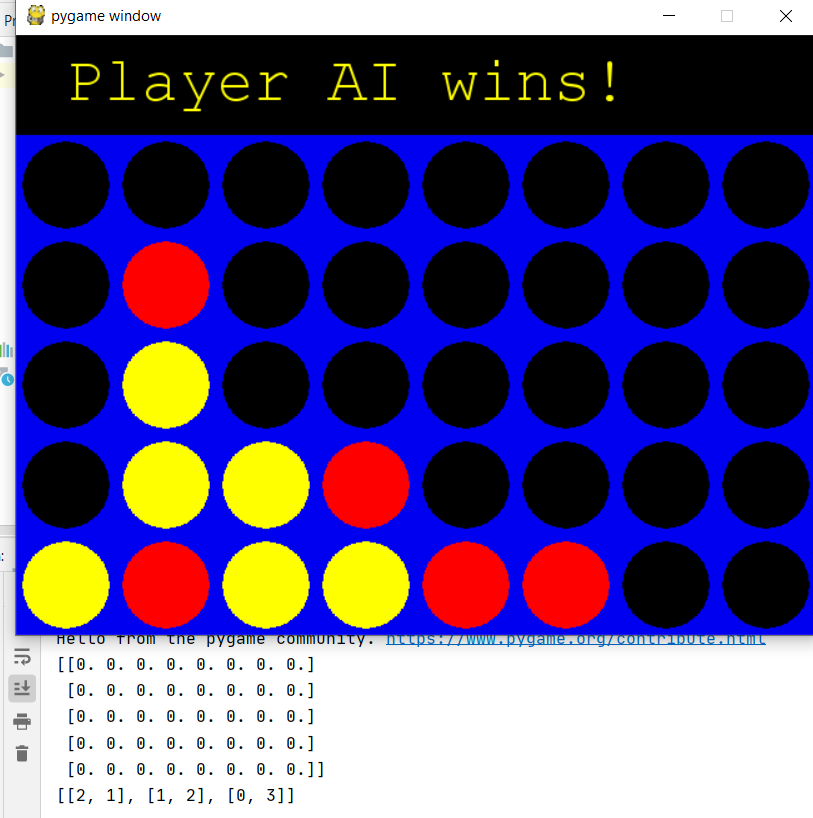 pygame window
Player AI wins!
Hello from the pygame community. https://www.pygame.org/contribute.html
[[0. 0. 0. 0. 0. 0. 0. 0.]
[0. 0. 0. 0. 0. 0. 0. 0.]
[0. 0. 0. 0. 0. 0. 0. 0.]
[0. 0. 0. 0. 0. 0. 0. 0.]
[0. 0. 0. 0. 0. 0. 0. 0.]]
[[2, 1], [1, 2], [0, 3]]